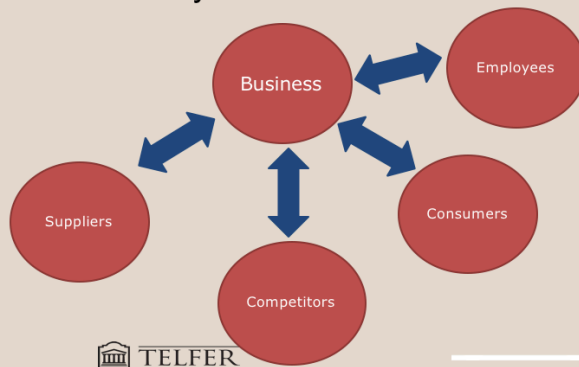 Business
Employees
Suppliers
Consumers
Competitors
TELFER